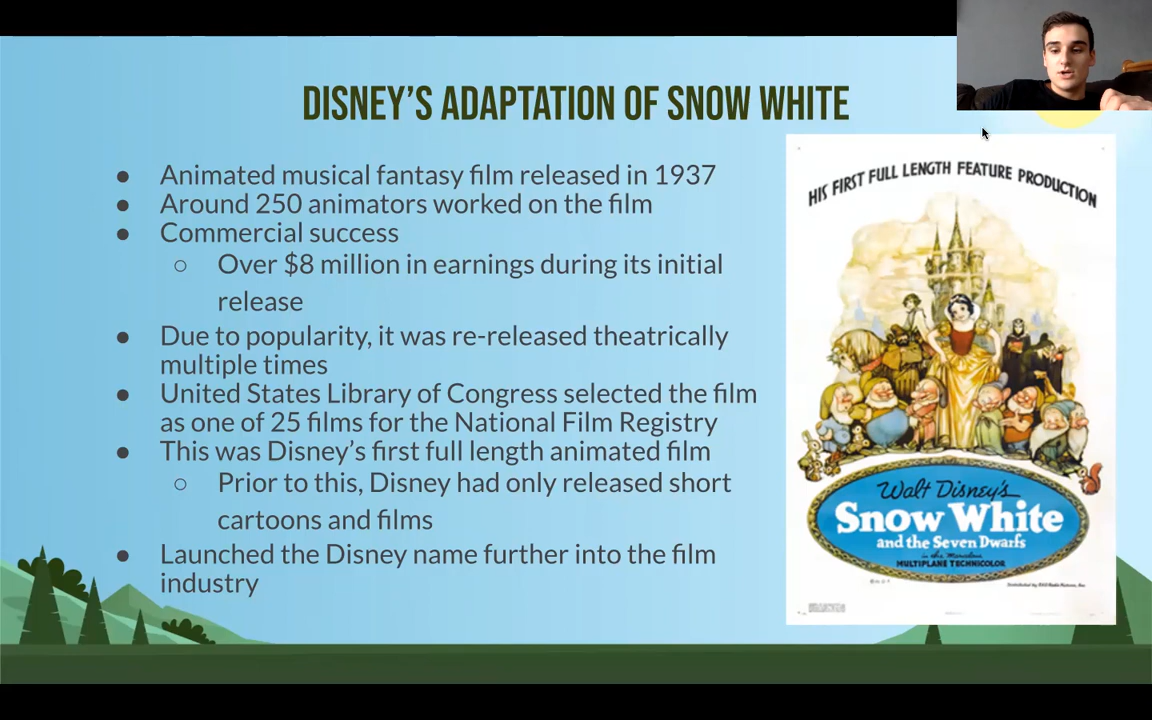 DISNEY'S ADAPTATION OF SNOW WHITE
● Animated musical fantasy film released in 1937
● Around 250 animators worked on the film
● Commercial success
○ Over $8 million in earnings during its initial
release
● Due to popularity, it was re-released theatrically
multiple times
● United States Library of Congress selected the film
as one of 25 films for the National Film Registry
● This was Disney's first full length animated film
○ Prior to this, Disney had only released short
cartoons and films
● Launched the Disney name further into the film
industry
HIS FIRST FULL LENGTH FEATURE PRODUCTION
Walt Disney's
Snow White
and the Seven Dwarfs
in the Marvelous
MULTIPLANE TECHNICOLOR